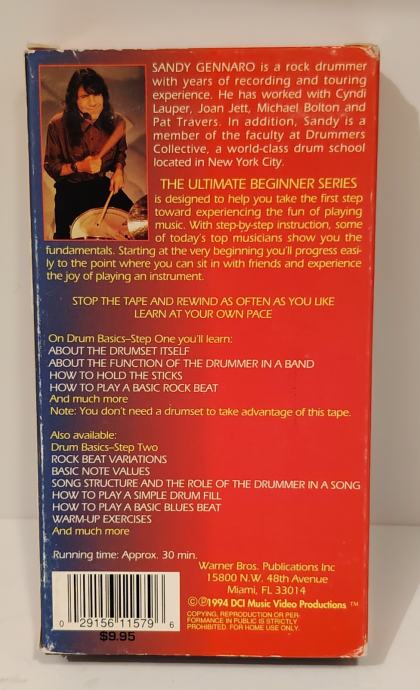 SANDY GENNARO is a rock drummer
with years of recording and touring
experience. He has worked with Cyndi
Lauper, Joan Jett, Michael Bolton and
Pat Travers. In addition, Sandy is a
member of the faculty at Drummers
Collective, a world-class drum school
located in New York City.
THE ULTIMATE BEGINNER SERIES
is designed to help you take the first step
toward experiencing the fun of playing
music. With step-by-step instruction, some
of today's top musicians show you the
fundamentals. Starting at the very beginning you'll progress easi-
ly to the point where you can sit in with friends and experience
the joy of playing an instrument.
STOP THE TAPE AND REWIND AS OFTEN AS YOU LIKE
LEARN AT YOUR OWN PACE
On Drum Basics–Step One you'll learn:
ABOUT THE DRUMSET ITSELF
ABOUT THE FUNCTION OF THE DRUMMER IN A BAND
HOW TO HOLD THE STICKS
HOW TO PLAY A BASIC ROCK BEAT
And much more
Note: You don't need a drumset to take advantage of this tape.
Also available:
Drum Basics–Step Two
ROCK BEAT VARIATIONS
BASIC NOTE VALUES
SONG STRUCTURE AND THE ROLE OF THE DRUMMER IN A SONG
HOW TO PLAY A SIMPLE DRUM FILL
HOW TO PLAY A BASIC BLUES BEAT
WARM-UP EXERCISES
And much more
Running time: Approx. 30 min.
Warner Bros. Publications Inc
15800 N.W. 48th Avenue
Miami, FL 33014
©℗1994 DCI Music Video Productions ™
COPYING, REPRODUCTION OR PER-
FORMANCE IN PUBLIC IS STRICTLY
PROHIBITED. FOR HOME USE ONLY.
0 29156 11579 6
$9.95